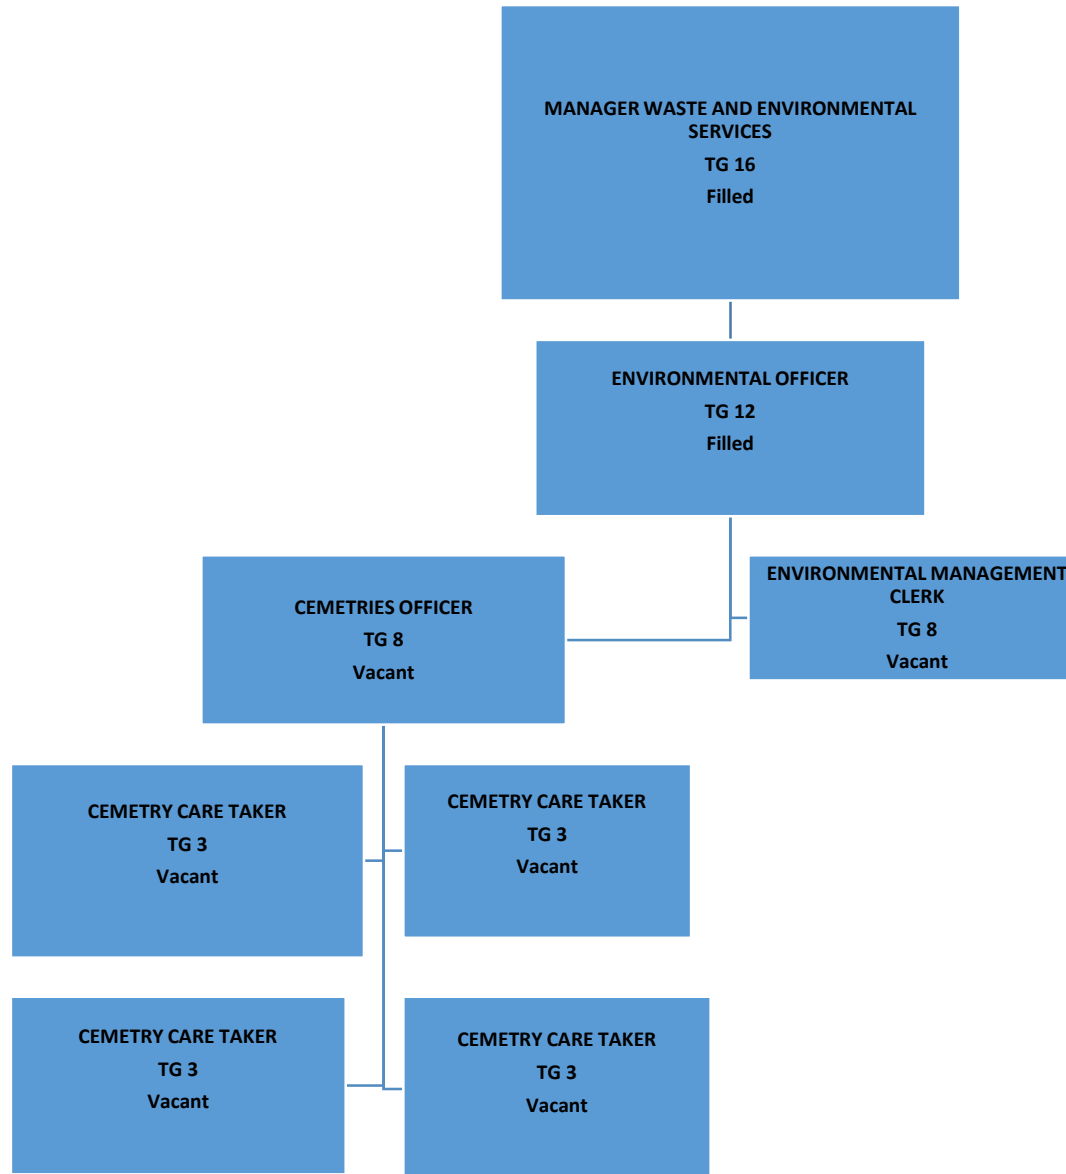 MANAGER WASTE AND ENVIRONMENTAL
SERVICES
TG 16
Filled
ENVIRONMENTAL OFFICER
TG 12
Filled
CEMETRIES OFFICER
TG 8
Vacant
ENVIRONMENTAL MANAGEMENT
CLERK
TG 8
Vacant
CEMETRY CARE TAKER
TG 3
Vacant
CEMETRY CARE TAKER
TG 3
Vacant
CEMETRY CARE TAKER
TG 3
Vacant
CEMETRY CARE TAKER
TG 3
Vacant